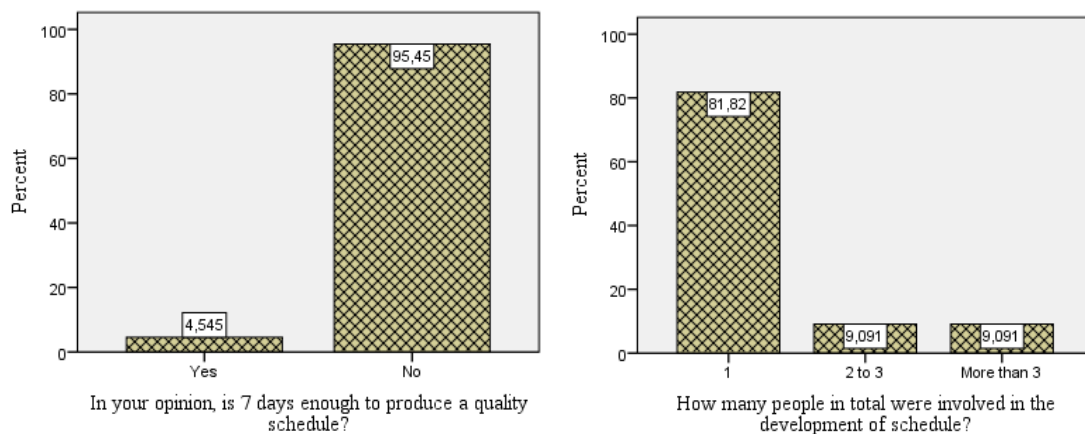 Percent
100
80
60
40
20
0
4,545
95,45
Yes
No
In your opinion, is 7 days enough to produce a quality
schedule?
Percent
100
80
60
40
20
0
81,82
9,091
9,091
1
2 to 3
More than 3
How many people in total were involved in the
development of schedule?